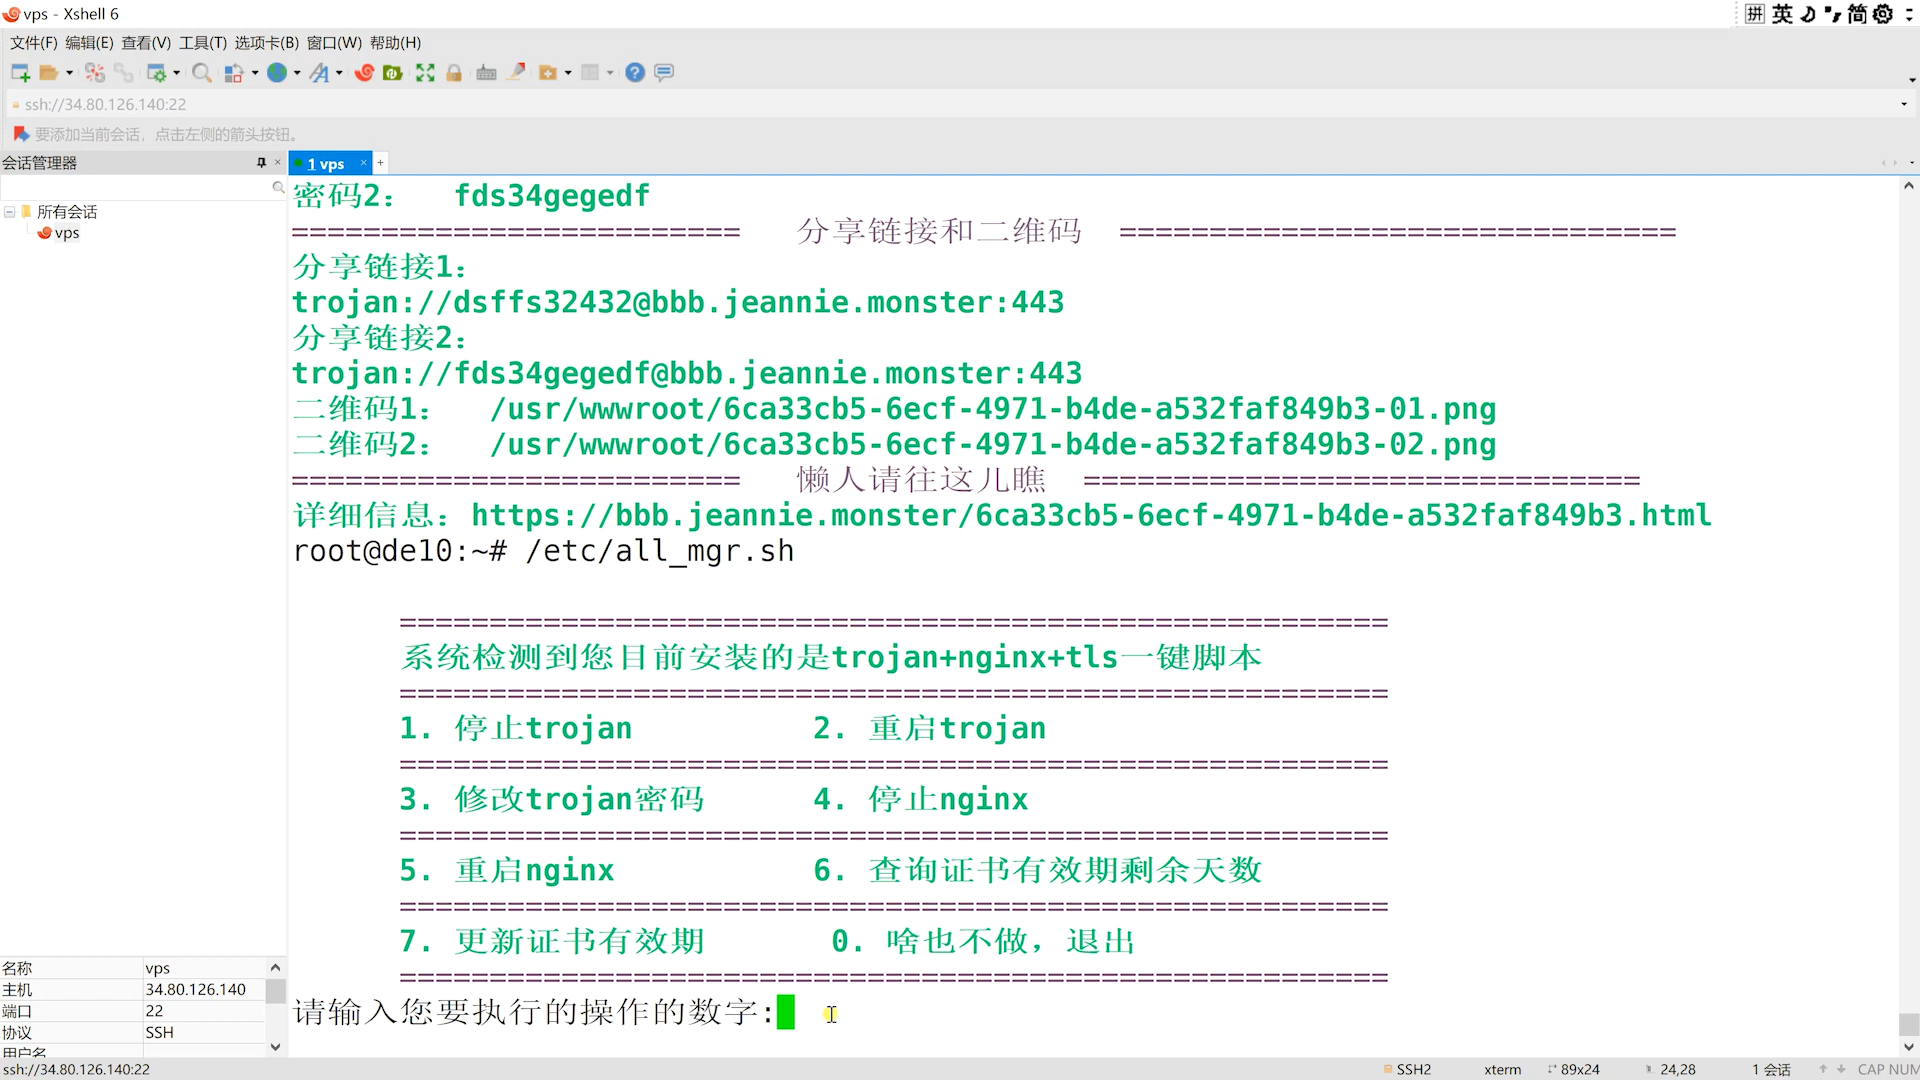 vps - Xshell 6
拼 英 简
文件(F) 编辑(E) 查看(V) 工具(T) 选项卡(B) 窗口(W) 帮助(H)
ssh://34.80.126.140:22
要添加当前会话，点击左侧的箭头按钮。
会话管理器
1 vps
所有会话
vps
密码2： fds34gegedf
========================= 分享链接和二维码 ===============================
分享链接1：
trojan://dsffs32432@bbb.jeannie.monster:443
分享链接2：
trojan://fds34gegedf@bbb.jeannie.monster:443
二维码1： /usr/wwwroot/6ca33cb5-6ecf-4971-b4de-a532faf849b3-01.png
二维码2： /usr/wwwroot/6ca33cb5-6ecf-4971-b4de-a532faf849b3-02.png
========================= 懒人请往这儿瞧 ===============================
详细信息：https://bbb.jeannie.monster/6ca33cb5-6ecf-4971-b4de-a532faf849b3.html
root@de10:~# /etc/all_mgr.sh
=======================================================
系统检测到您目前安装的是trojan+nginx+tls一键脚本
=======================================================
1. 停止trojan 2. 重启trojan
=======================================================
3. 修改trojan密码 4. 停止nginx
=======================================================
5. 重启nginx 6. 查询证书有效期剩余天数
=======================================================
7. 更新证书有效期 0. 啥也不做，退出
=======================================================
请输入您要执行的操作的数字:
名称 vps
主机 34.80.126.140
端口 22
协议 SSH
用户名
ssh://34.80.126.140:22 SSH2 xterm 89x24 24,28 1 会话 CAP NUM